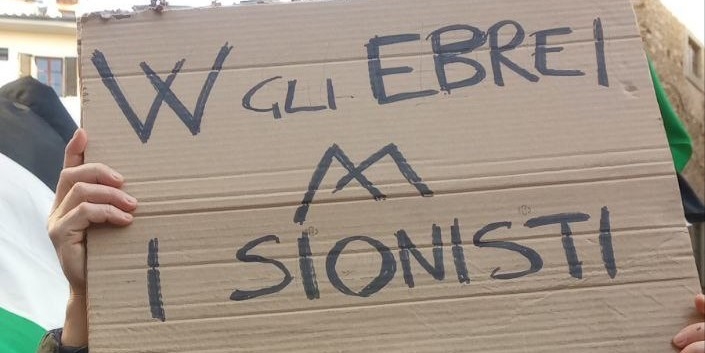 W GLI EBREI
M
I SIONISTI